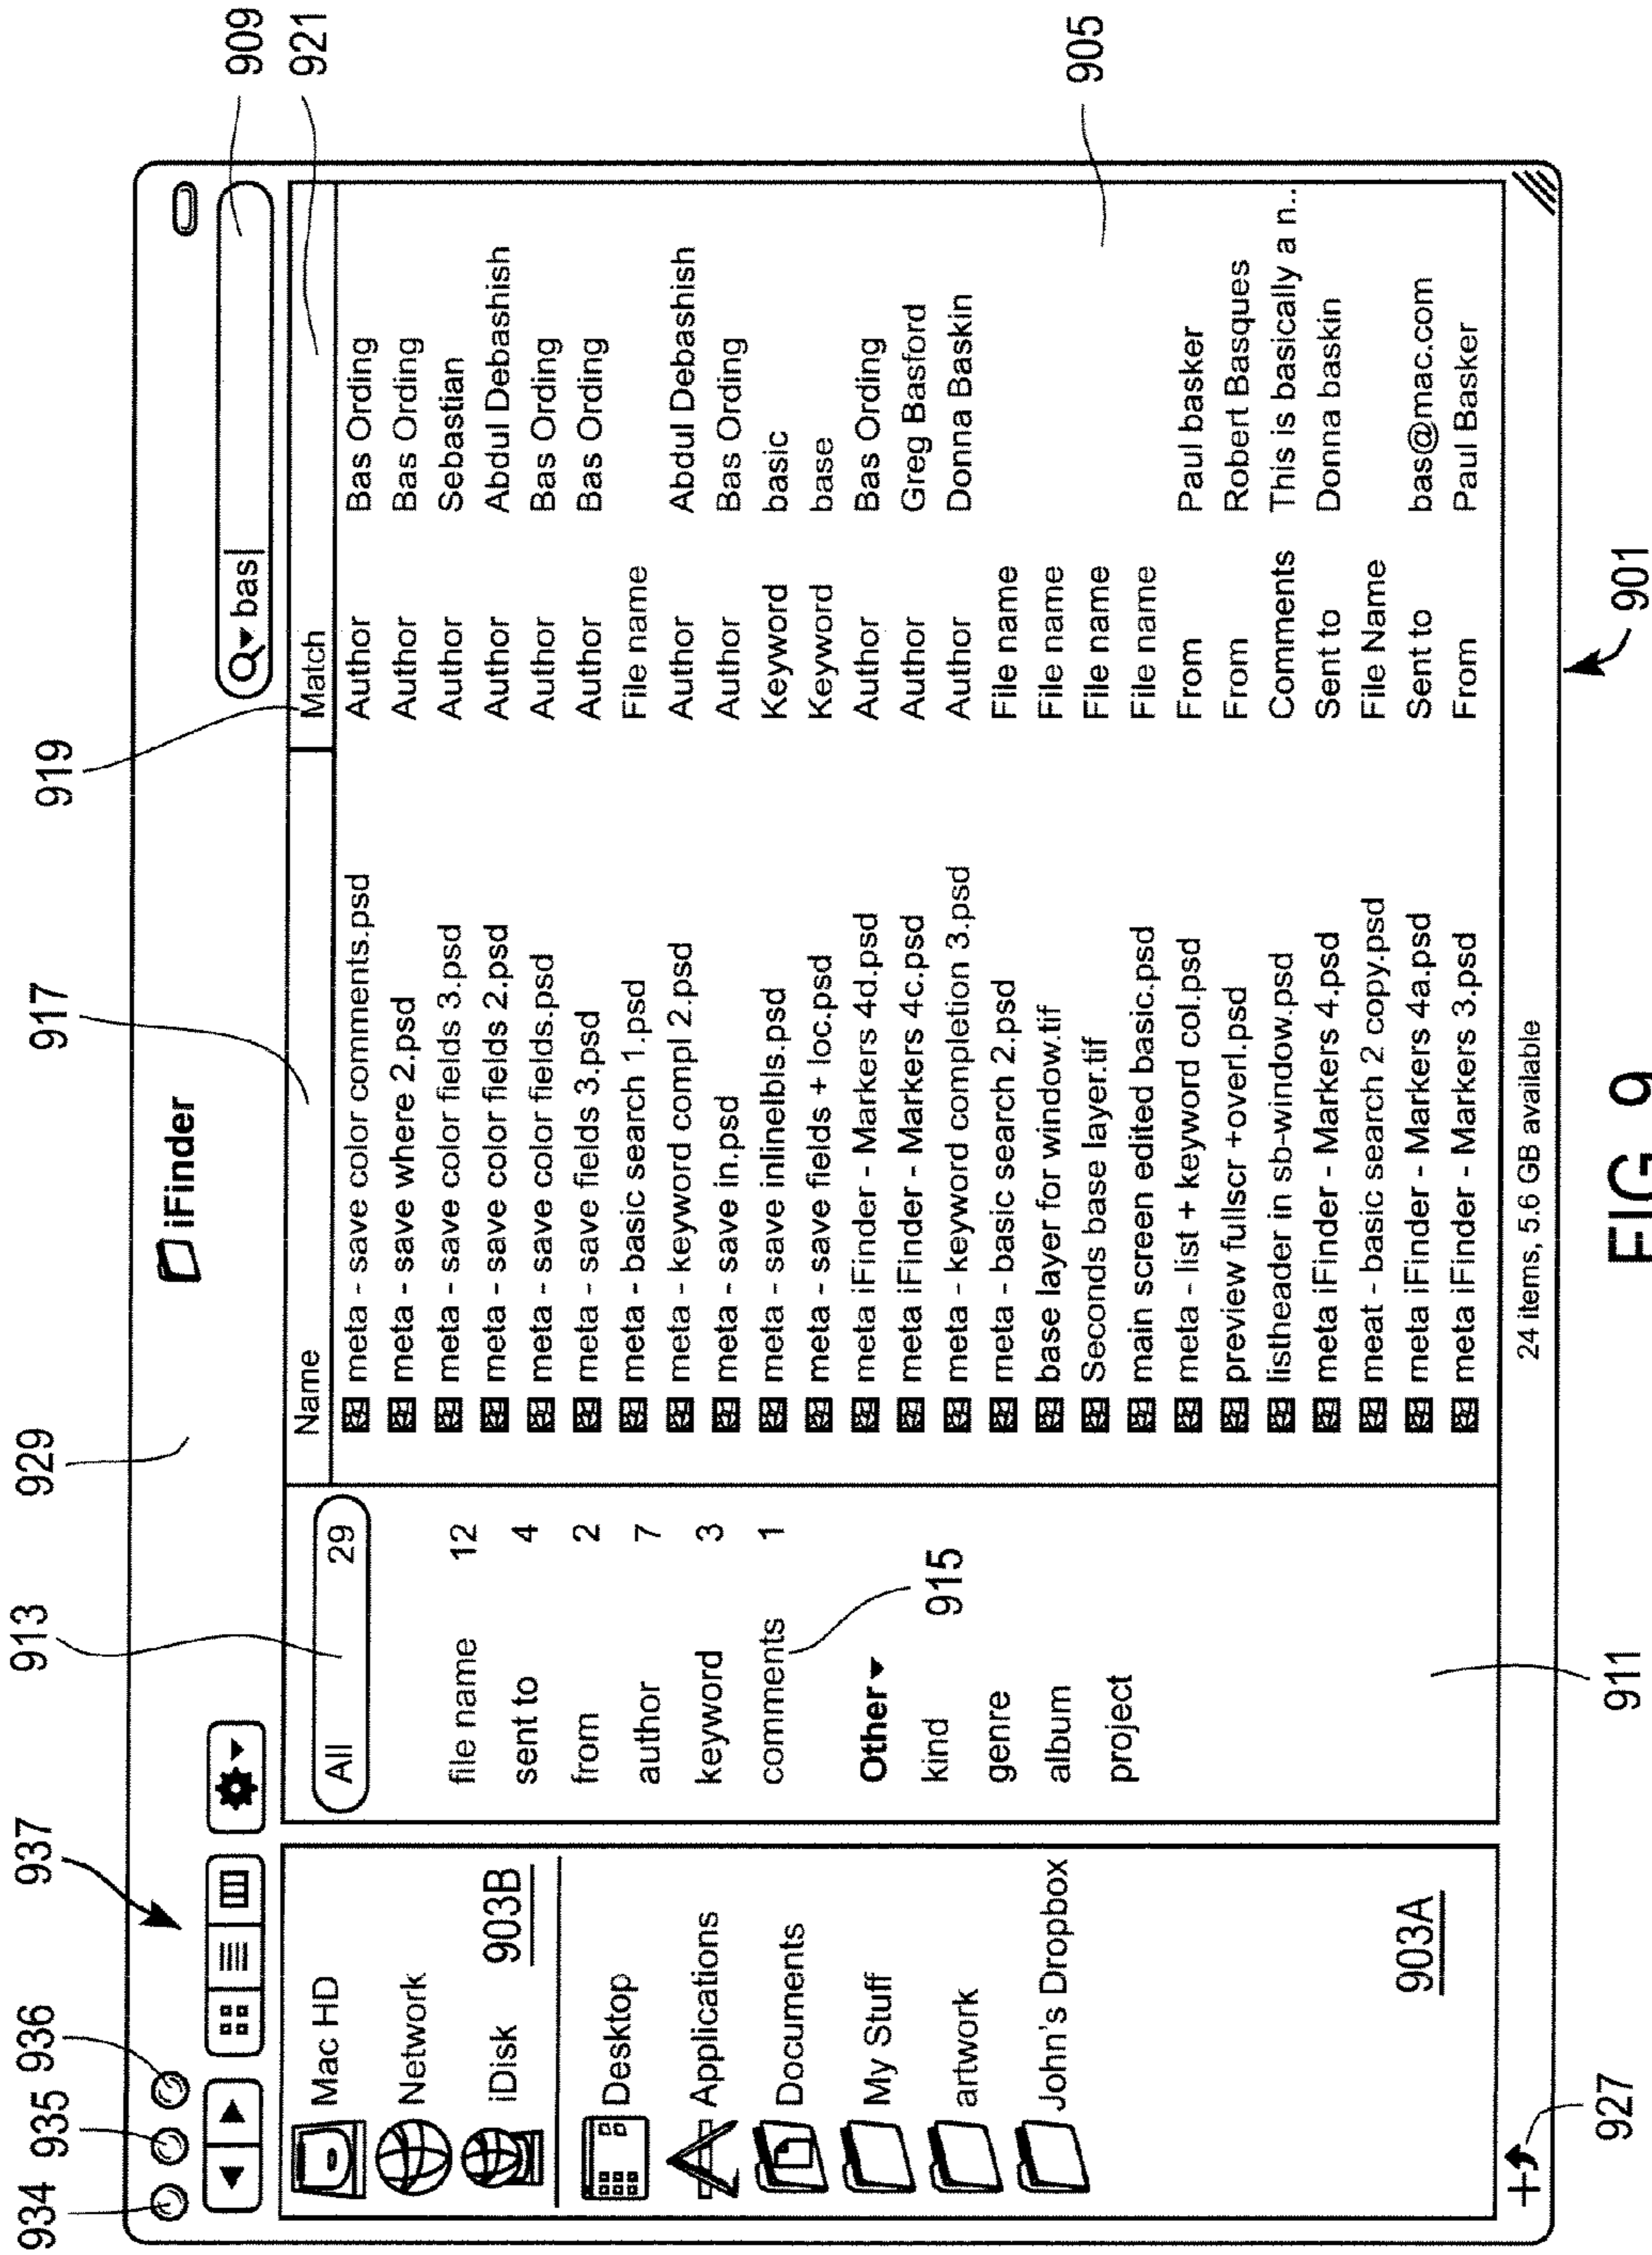 913 929 917 919 909
934 935 936 937 921
iFinder
bas
Mac HD
Network
iDisk
903B
Desktop
Applications
Documents
My Stuff
artwork
John's Dropbox
903A
All 29
file name 12
sent to 4
from 2
author 7
keyword 3
comments 1
915
Other
kind
genre
album
project
Name Match
meta - save color comments.psd Author Bas Ording
meta - save where 2.psd Author Bas Ording
meta - save color fields 3.psd Author Sebastian
meta - save color fields 2.psd Author Abdul Debashish
meta - save color fields.psd Author Bas Ording
meta - save fields 3.psd Author Bas Ording
meta - basic search 1.psd File name
meta - keyword compl 2.psd Author Abdul Debashish
meta - save in.psd Author Bas Ording
meta - save inlinelbls.psd Keyword basic
meta - save fields + loc.psd Keyword base
meta iFinder - Markers 4d.psd Author Bas Ording
meta iFinder - Markers 4c.psd Author Greg Basford
meta - keyword completion 3.psd Author Donna Baskin
meta - basic search 2.psd File name
base layer for window.tif File name
Seconds base layer.tif File name
main screen edited basic.psd File name
meta - list + keyword col.psd From Paul basker
preview fullscr +overl.psd From Robert Basques
listheader in sb-window.psd Comments This is basically a n..
meta iFinder - Markers 4.psd Sent to Donna baskin
meat - basic search 2 copy.psd File Name
meta iFinder - Markers 4a.psd Sent to bas@mac.com
meta iFinder - Markers 3.psd From Paul Basker
905
24 items, 5.6 GB available
927 911 901
FIG 9